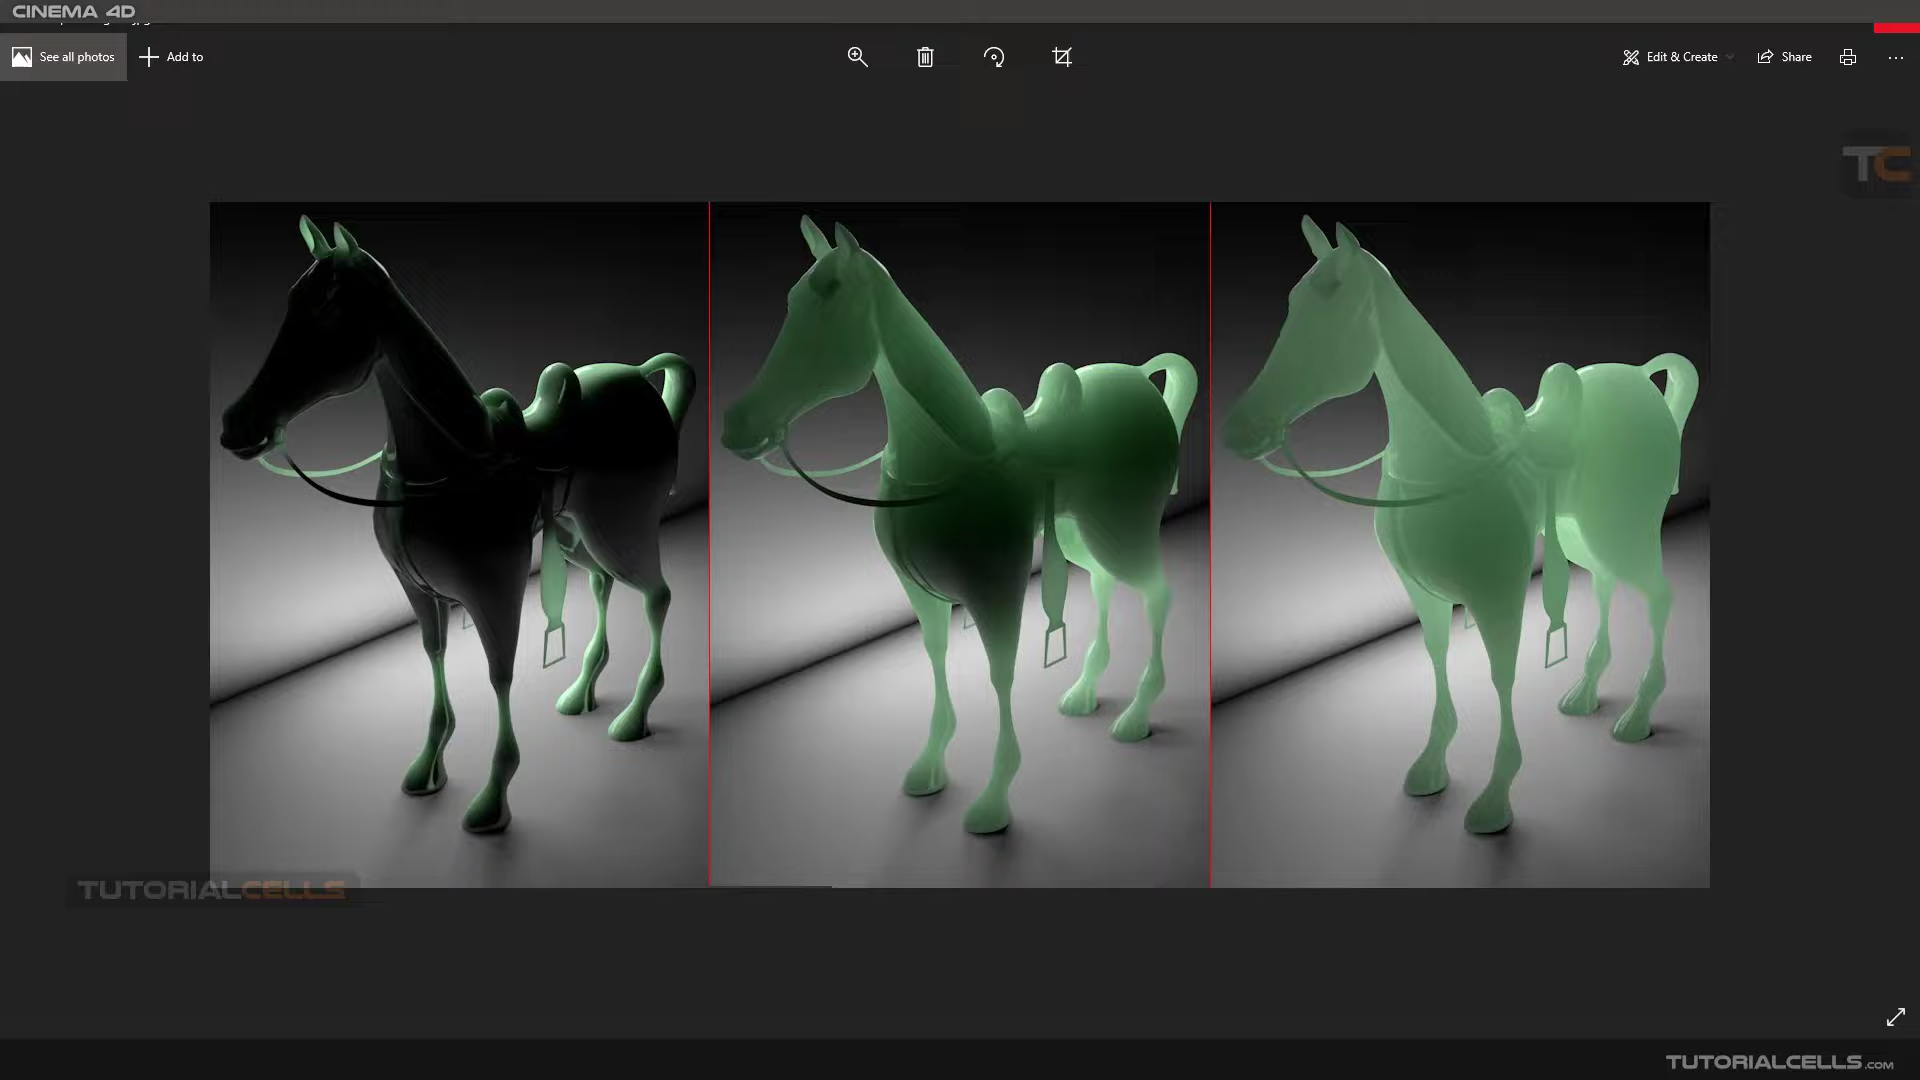 CINEMA 4D
See all photos
Add to
Edit & Create
Share
TC
TUTORIALCELLS
TUTORIALCELLS.COM